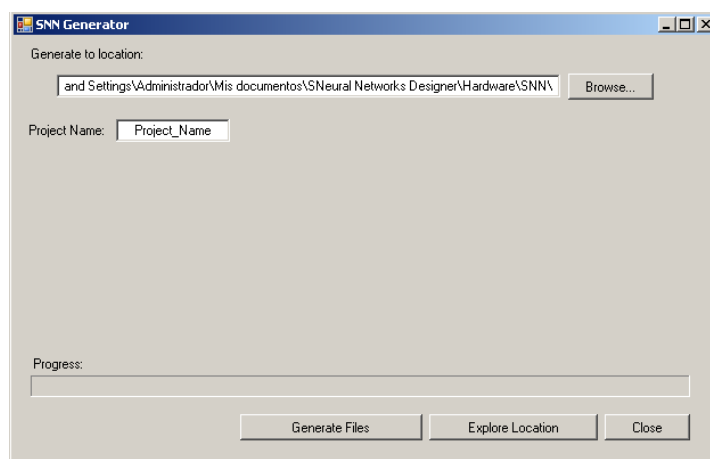 SNN Generator
Generate to location:
and Settings\Administrador\Mis documentos\SNeural Networks Designer\Hardware\SNN\
Browse...
Project Name: Project_Name
Progress:
Generate Files Explore Location Close